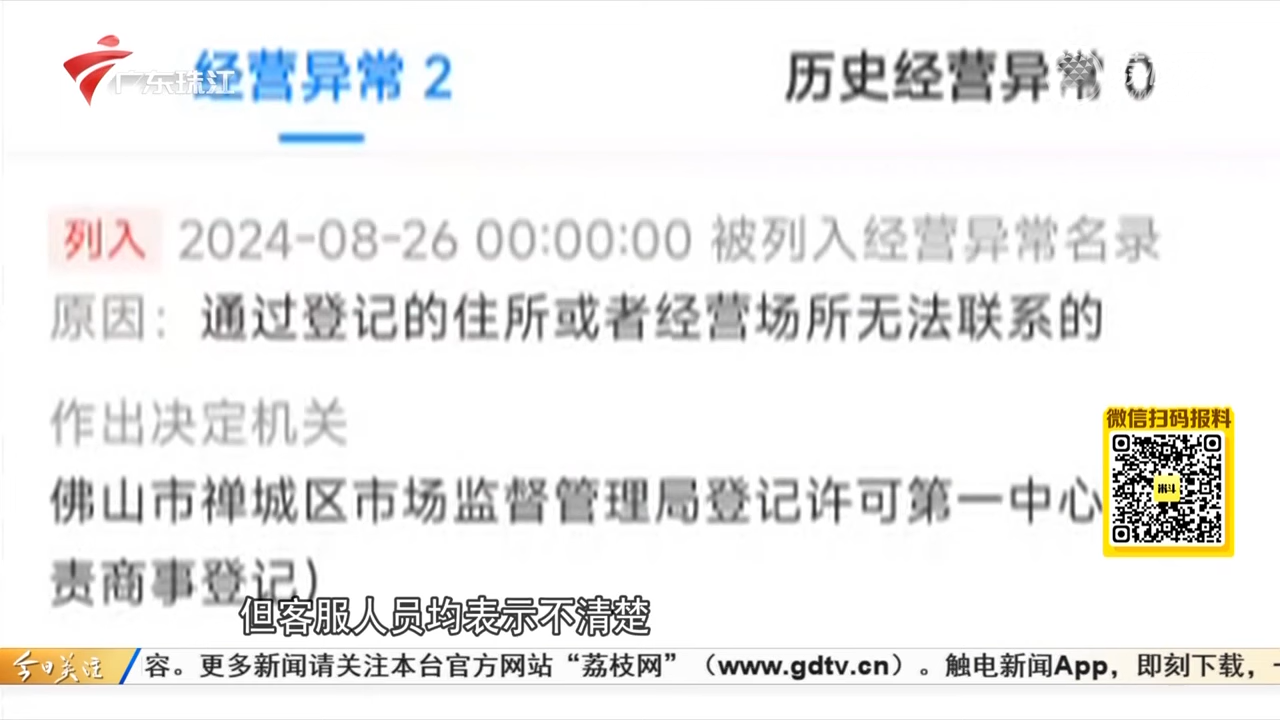 广东珠江
经营异常 2
历史经营异常 0
列入 2024-08-26 00:00:00 被列入经营异常名录
原因：通过登记的住所或者经营场所无法联系的
作出决定机关
微信扫码报料
佛山市禅城区市场监督管理局登记许可第一中心
责商事登记）
但客服人员均表示不清楚
今日关注
容。更多新闻请关注本台官方网站“荔枝网”（www.gdtv.cn）。触电新闻App，即刻下载，